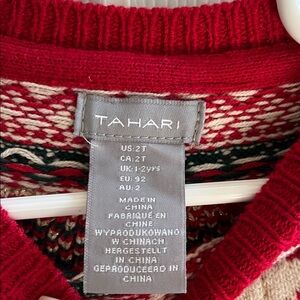 TAHARI
US: 2T
CA: 2T
UK: 1-2yrs
EU: 92
AU: 2
MADE IN
CHINA
FABRIQUÉ EN
CHINE
WYPRODUKOWANO
W CHINACH
HERGESTELLT
IN CHINA
GEPRODUCEERD IN
CHINA